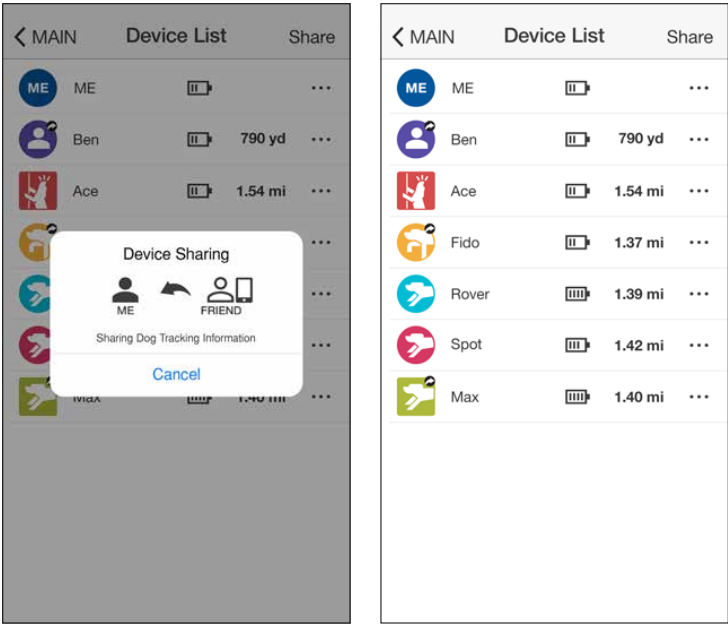 MAIN Device List Share
ME ME
Ben 790 yd
Ace 1.54 mi
Device Sharing
ME FRIEND
Sharing Dog Tracking Information
Cancel
Max 1.40 mi
MAIN Device List Share
ME ME
Ben 790 yd
Ace 1.54 mi
Fido 1.37 mi
Rover 1.39 mi
Spot 1.42 mi
Max 1.40 mi